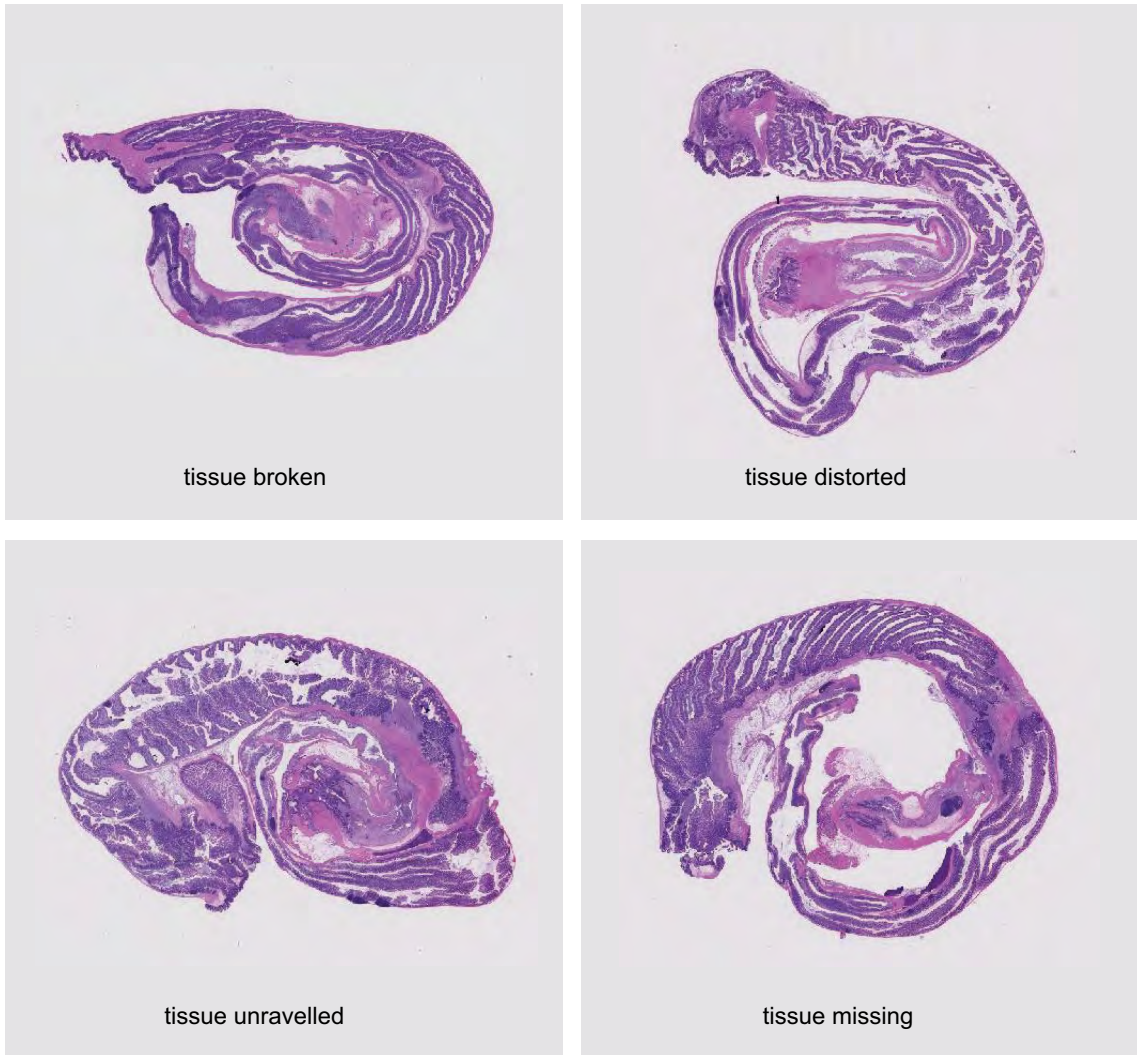 tissue broken
tissue distorted
tissue unravelled
tissue missing